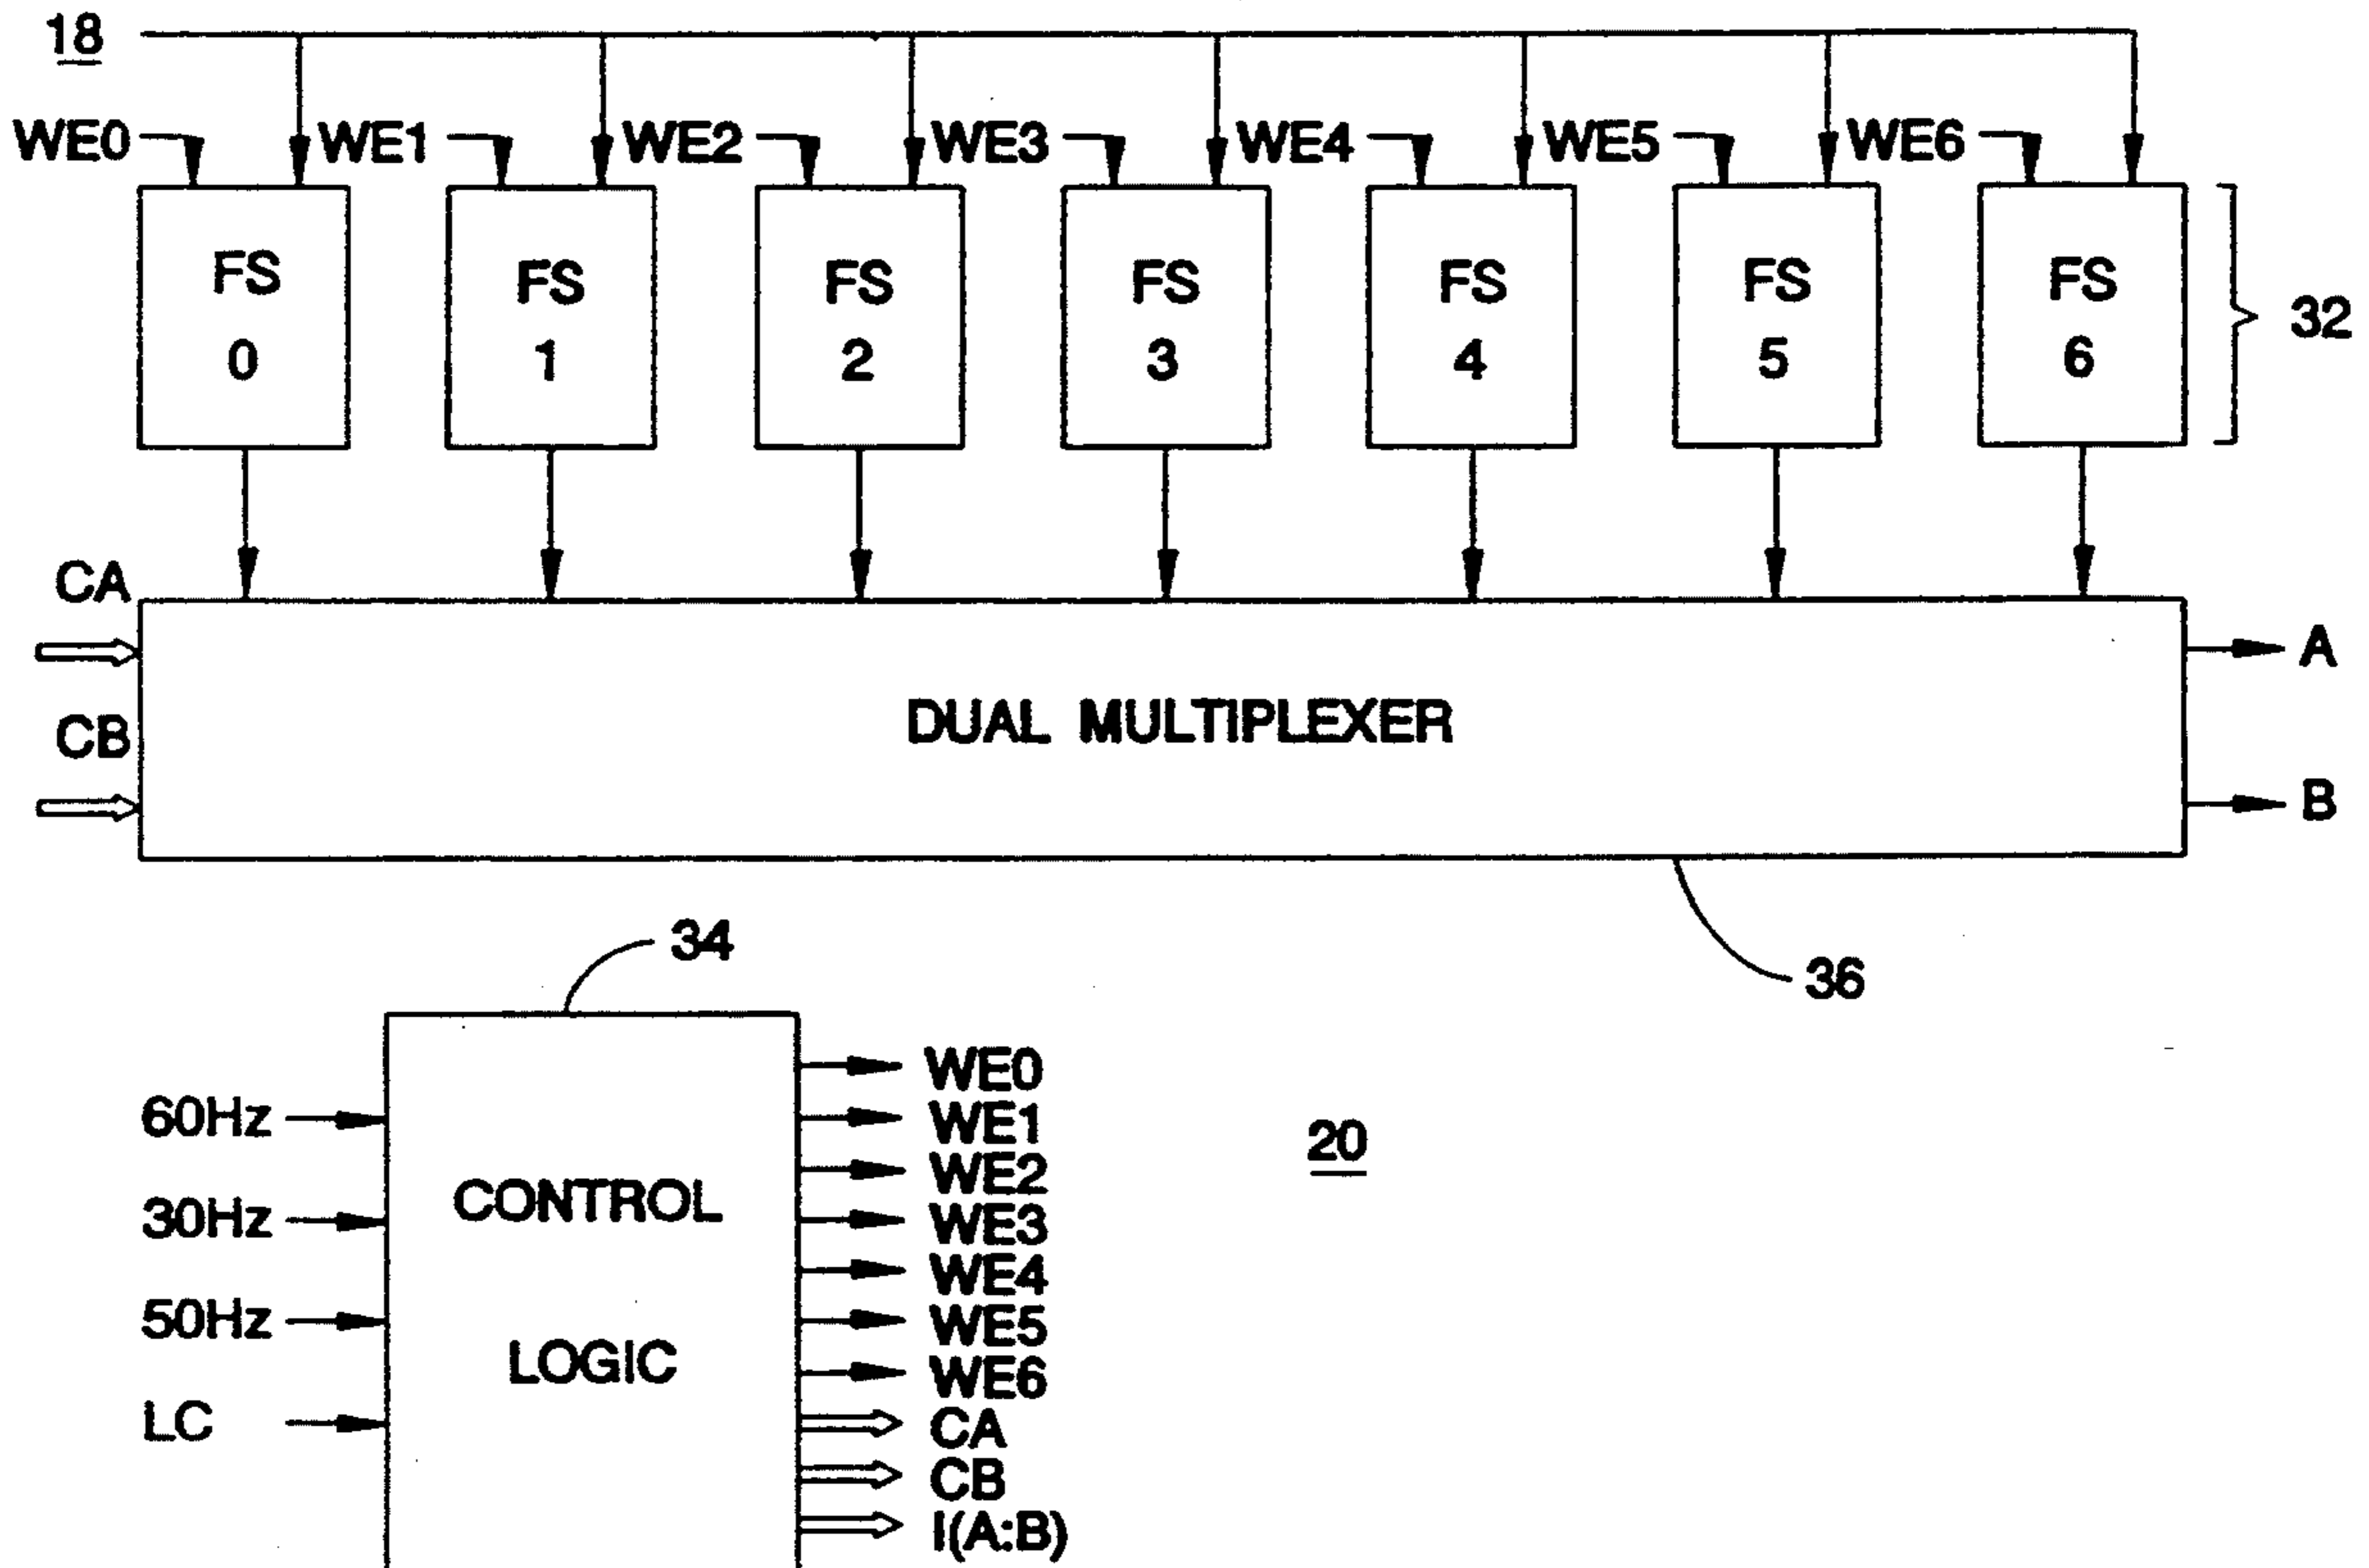 18
WE0 WE1 WE2 WE3 WE4 WE5 WE6
FS 0
FS 1
FS 2
FS 3
FS 4
FS 5
FS 6
32
CA
CB
DUAL MULTIPLEXER
A
B
36
34
60Hz
30Hz
50Hz
LC
CONTROL
LOGIC
WE0
WE1
WE2
WE3
WE4
WE5
WE6
CA
CB
I(A:B)
20